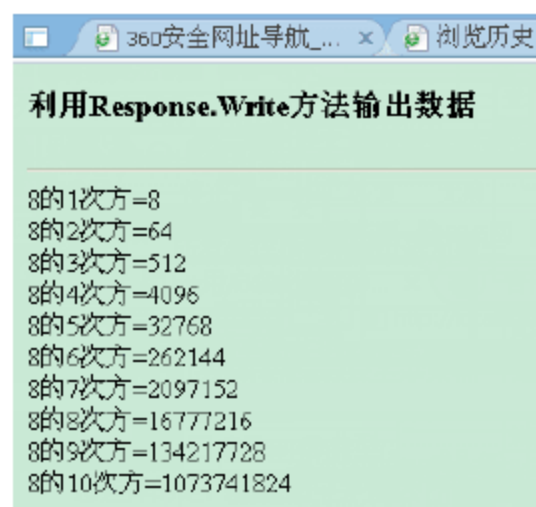 360安全网址导航_...
浏览历史
利用Response.Write方法输出数据
8的1次方=8
8的2次方=64
8的3次方=512
8的4次方=4096
8的5次方=32768
8的6次方=262144
8的7次方=2097152
8的8次方=16777216
8的9次方=134217728
8的10次方=1073741824